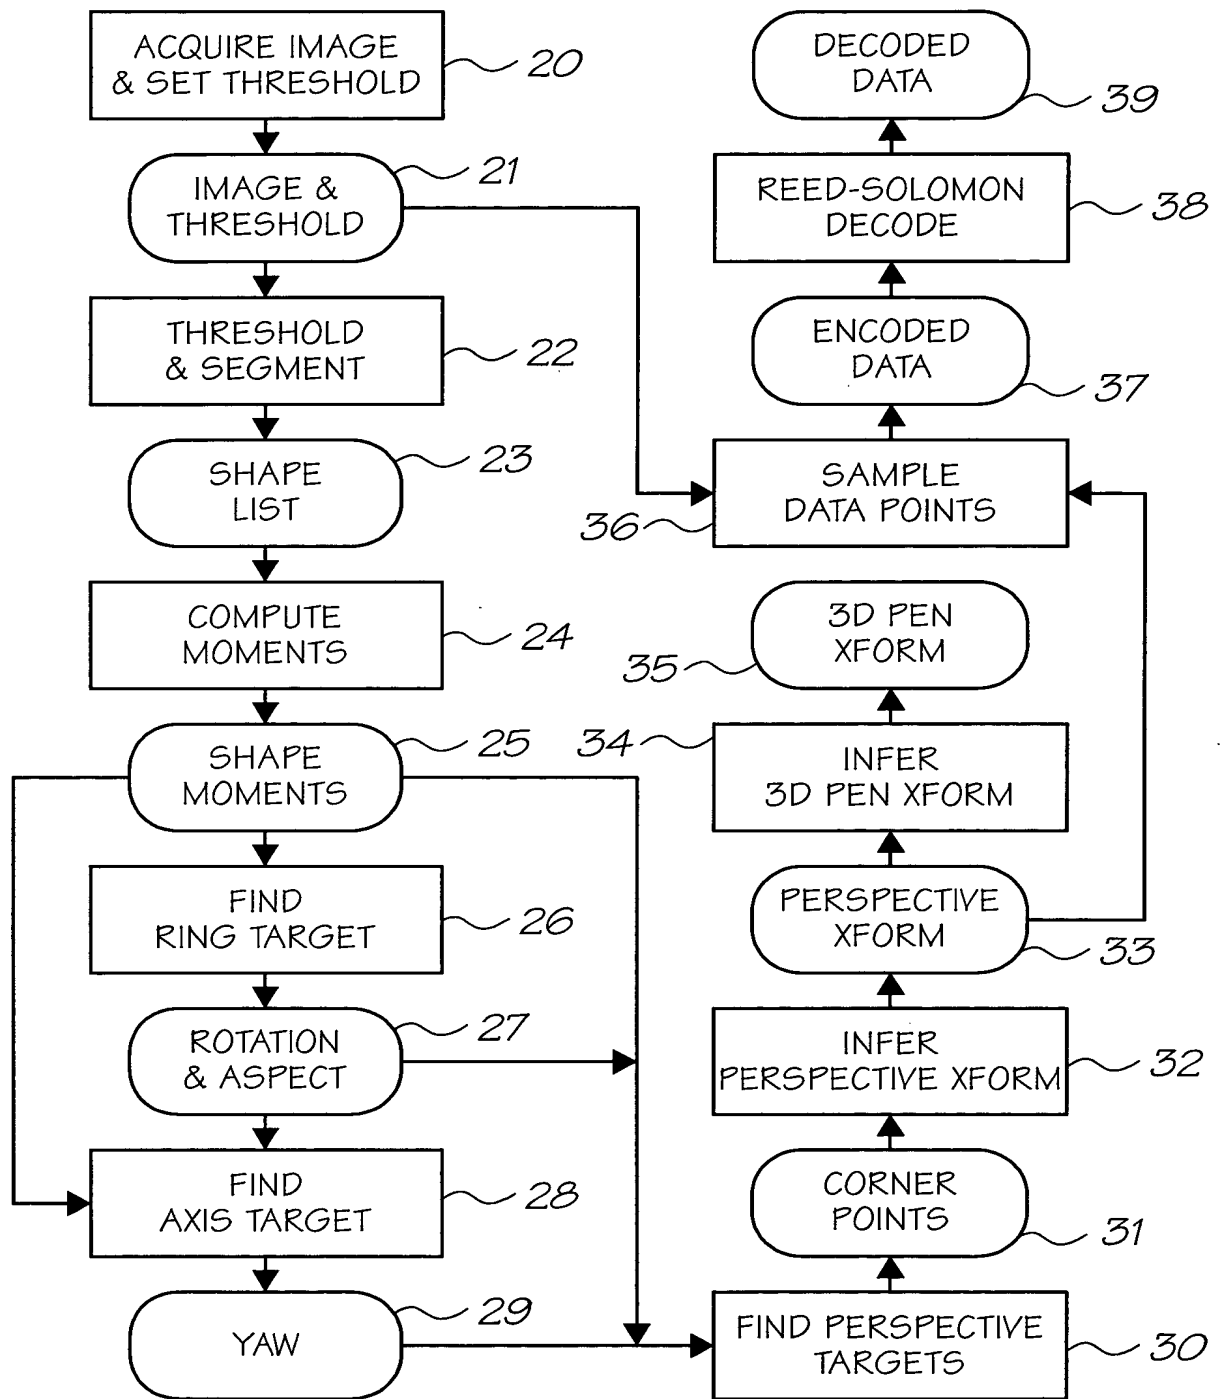 ACQUIRE IMAGE
& SET THRESHOLD
20
IMAGE &
THRESHOLD
21
THRESHOLD
& SEGMENT
22
SHAPE
LIST
23
COMPUTE
MOMENTS
24
SHAPE
MOMENTS
25
FIND
RING TARGET
26
ROTATION
& ASPECT
27
FIND
AXIS TARGET
28
YAW
29
DECODED
DATA
39
REED-SOLOMON
DECODE
38
ENCODED
DATA
37
SAMPLE
DATA POINTS
36
3D PEN
XFORM
35
INFER
3D PEN XFORM
34
PERSPECTIVE
XFORM
33
INFER
PERSPECTIVE XFORM
32
CORNER
POINTS
31
FIND PERSPECTIVE
TARGETS
30